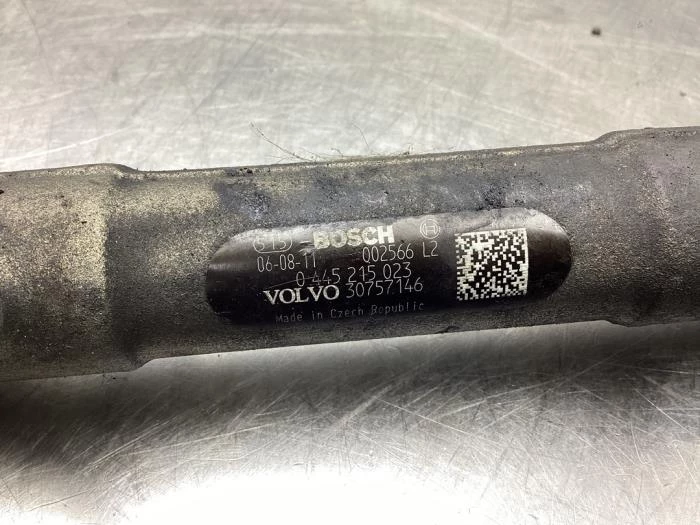 BOSCH
06-08-11 002566 L2
0 445 215 023
VOLVO 30757146
Made in Czech Republic